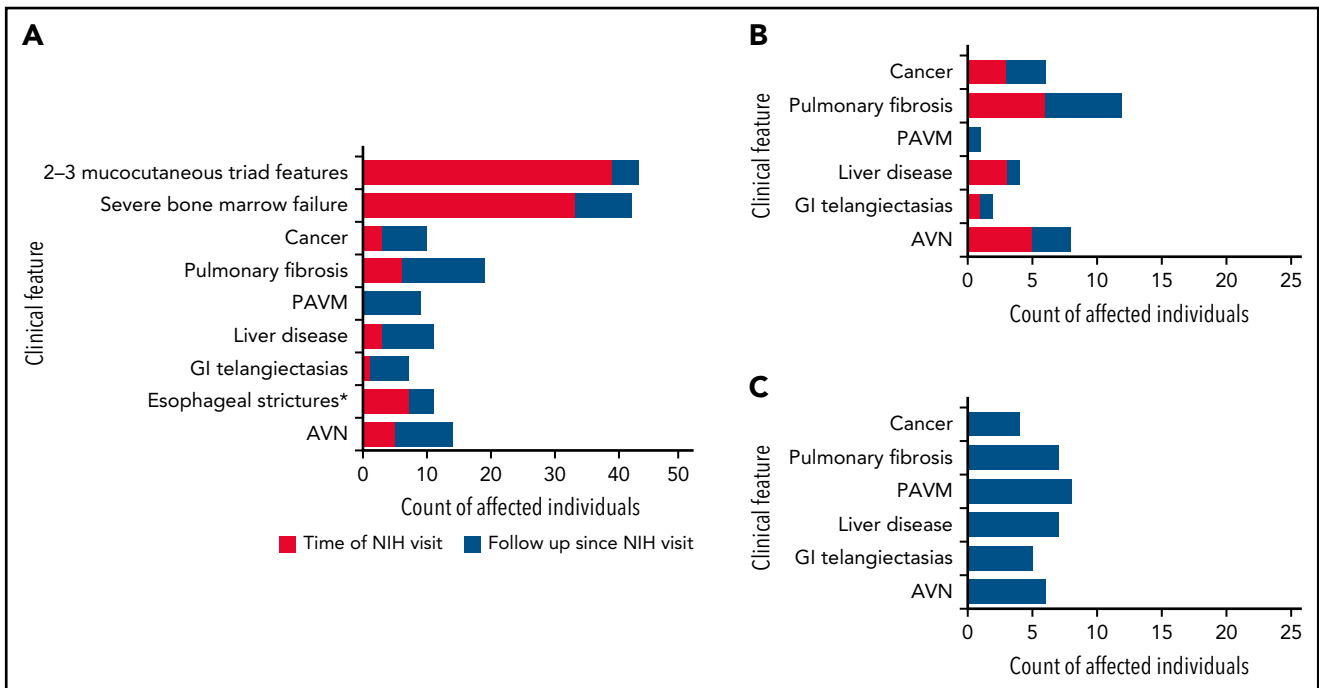 A
Clinical feature
2–3 mucocutaneous triad features
Severe bone marrow failure
Cancer
Pulmonary fibrosis
PAVM
Liver disease
GI telangiectasias
Esophageal strictures*
AVN
0 10 20 30 40 50
Count of affected individuals
Time of NIH visit Follow up since NIH visit
B
Clinical feature
Cancer
Pulmonary fibrosis
PAVM
Liver disease
GI telangiectasias
AVN
0 5 10 15 20 25
Count of affected individuals
C
Clinical feature
Cancer
Pulmonary fibrosis
PAVM
Liver disease
GI telangiectasias
AVN
0 5 10 15 20 25
Count of affected individuals